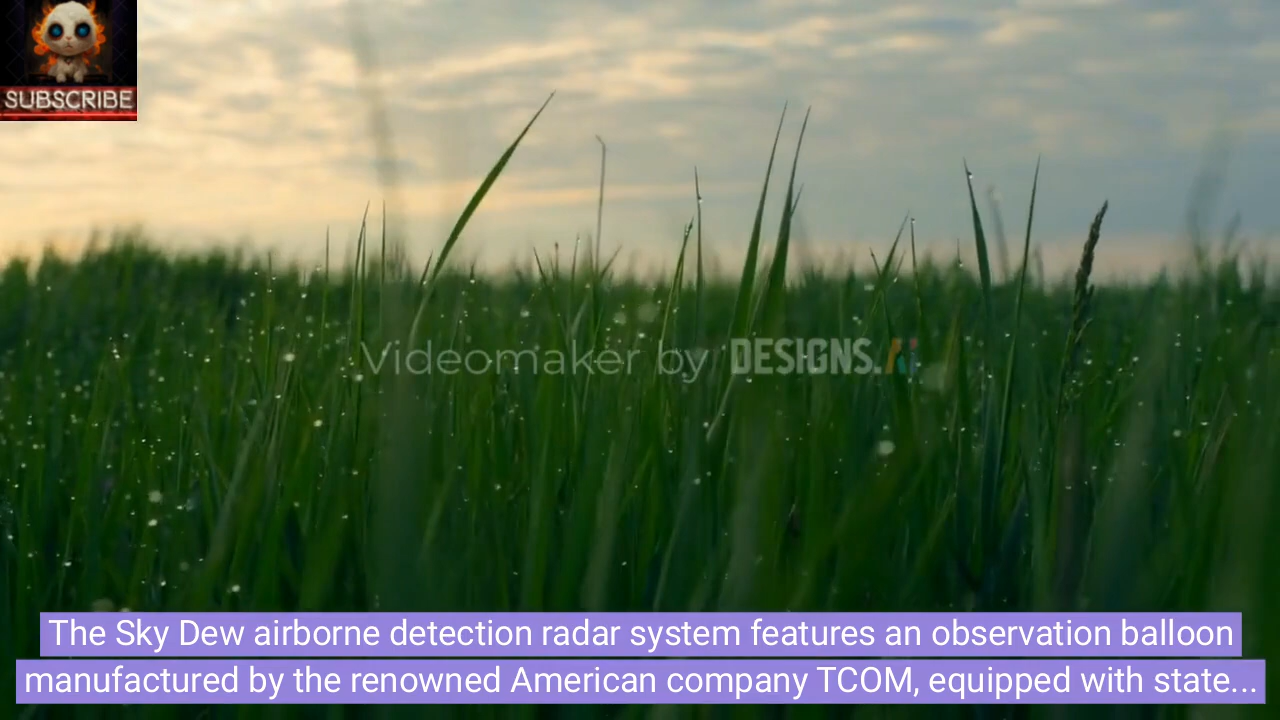 SUBSCRIBE
Videomaker by DESIGNS.Ai
The Sky Dew airborne detection radar system features an observation balloon
manufactured by the renowned American company TCOM, equipped with state...